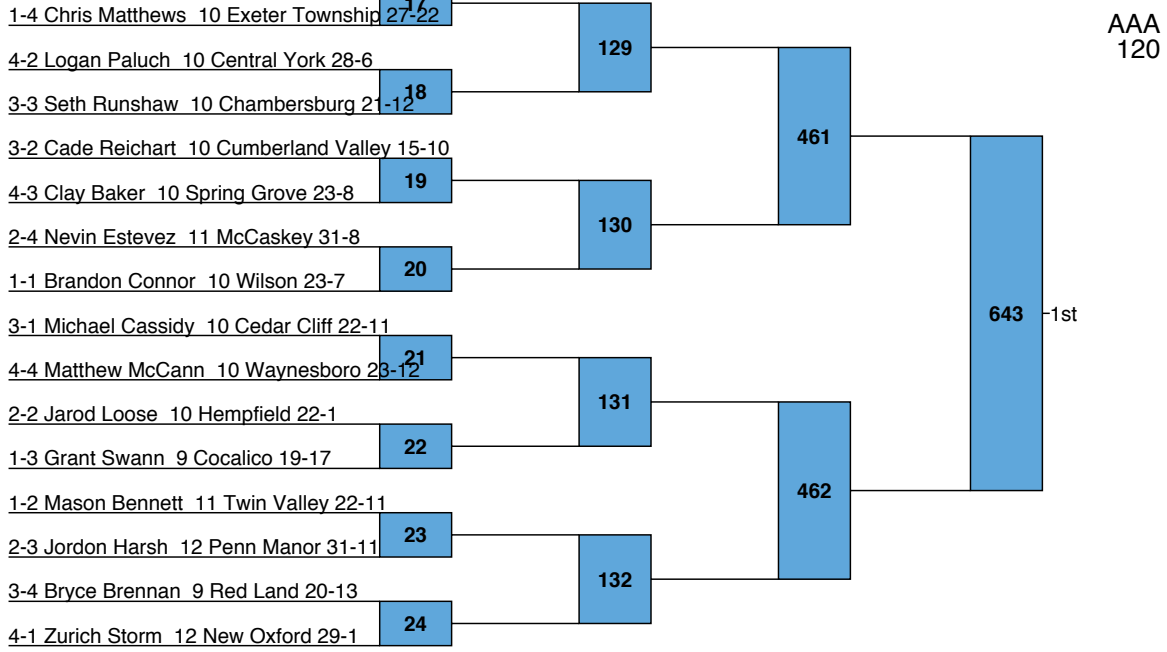 1-4 Chris Matthews 10 Exeter Township 27-22
17
129
AAA
120
4-2 Logan Paluch 10 Central York 28-6
18
3-3 Seth Runshaw 10 Chambersburg 21-12
461
3-2 Cade Reichart 10 Cumberland Valley 15-10
19
4-3 Clay Baker 10 Spring Grove 23-8
130
2-4 Nevin Estevez 11 McCaskey 31-8
20
1-1 Brandon Connor 10 Wilson 23-7
643
1st
3-1 Michael Cassidy 10 Cedar Cliff 22-11
21
4-4 Matthew McCann 10 Waynesboro 23-12
131
2-2 Jarod Loose 10 Hempfield 22-1
22
1-3 Grant Swann 9 Cocalico 19-17
462
1-2 Mason Bennett 11 Twin Valley 22-11
23
2-3 Jordon Harsh 12 Penn Manor 31-11
132
3-4 Bryce Brennan 9 Red Land 20-13
24
4-1 Zurich Storm 12 New Oxford 29-1